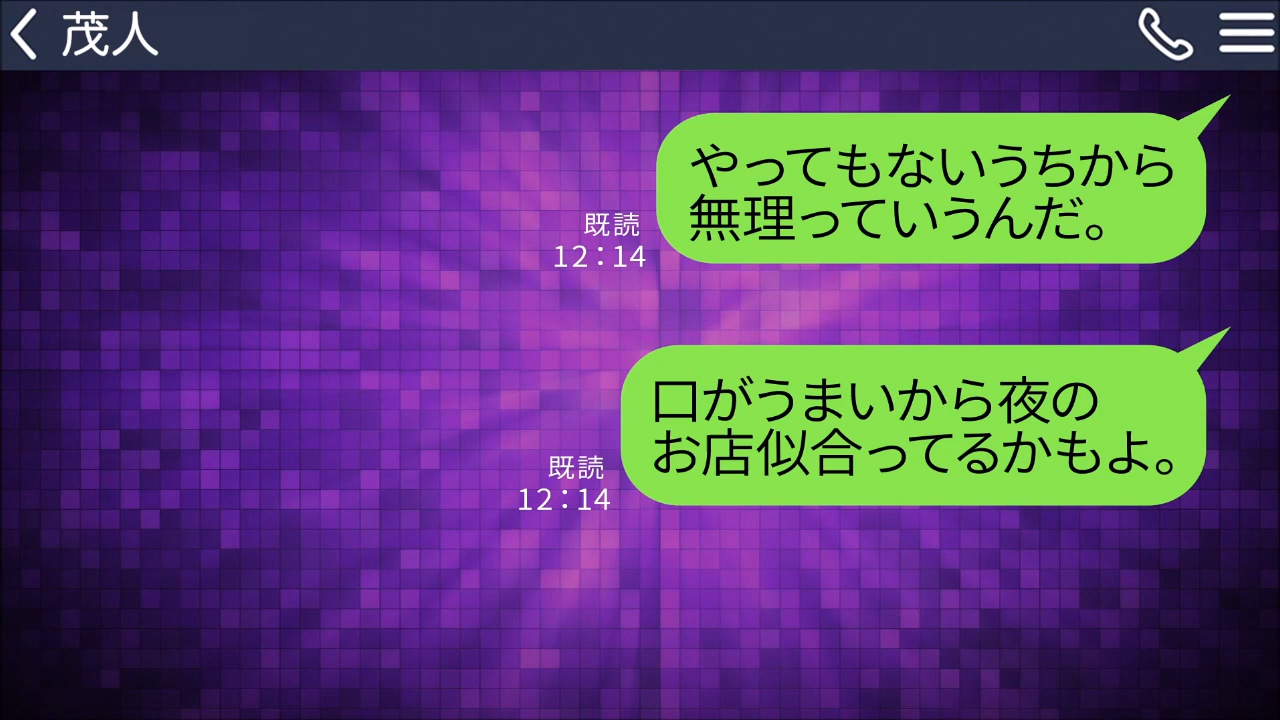 茂人
やってもないうちから
無理っていうんだ。
既読
12:14
口がうまいから夜の
お店似合ってるかもよ。
既読
12:14